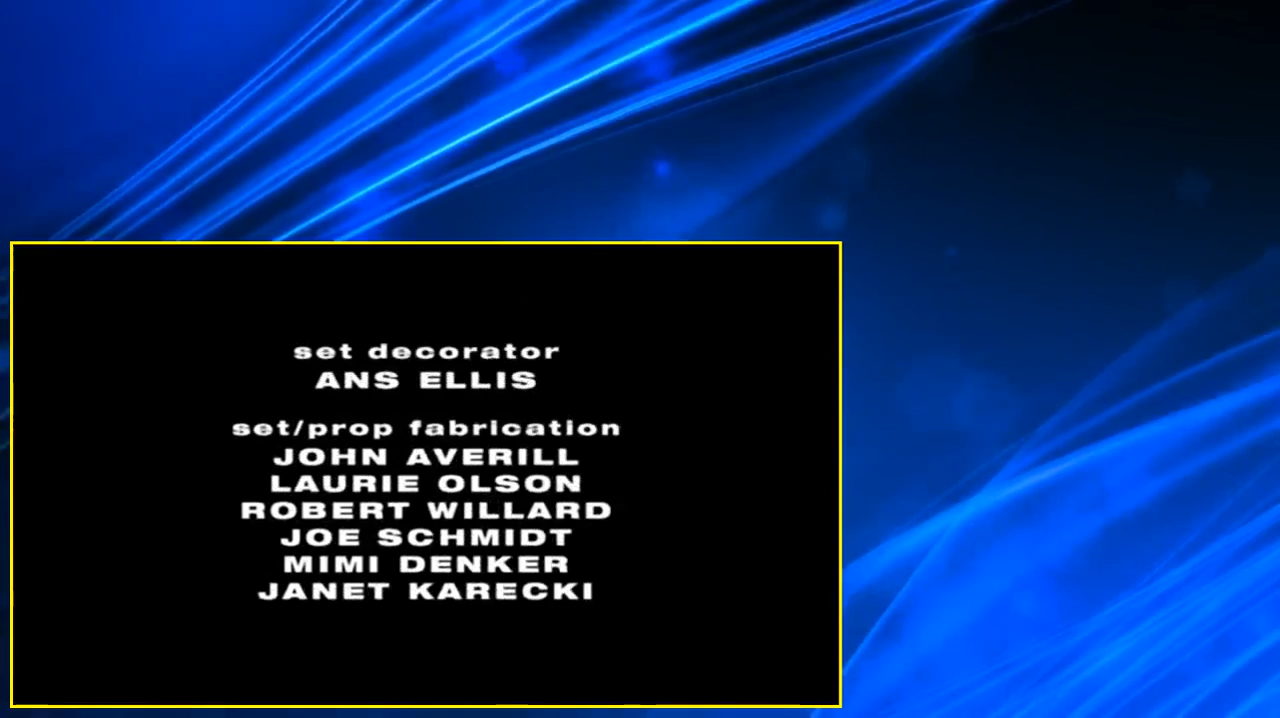 set decorator
ANS ELLIS
set/prop fabrication
JOHN AVERILL
LAURIE OLSON
ROBERT WILLARD
JOE SCHMIDT
MIMI DENKER
JANET KARECKI